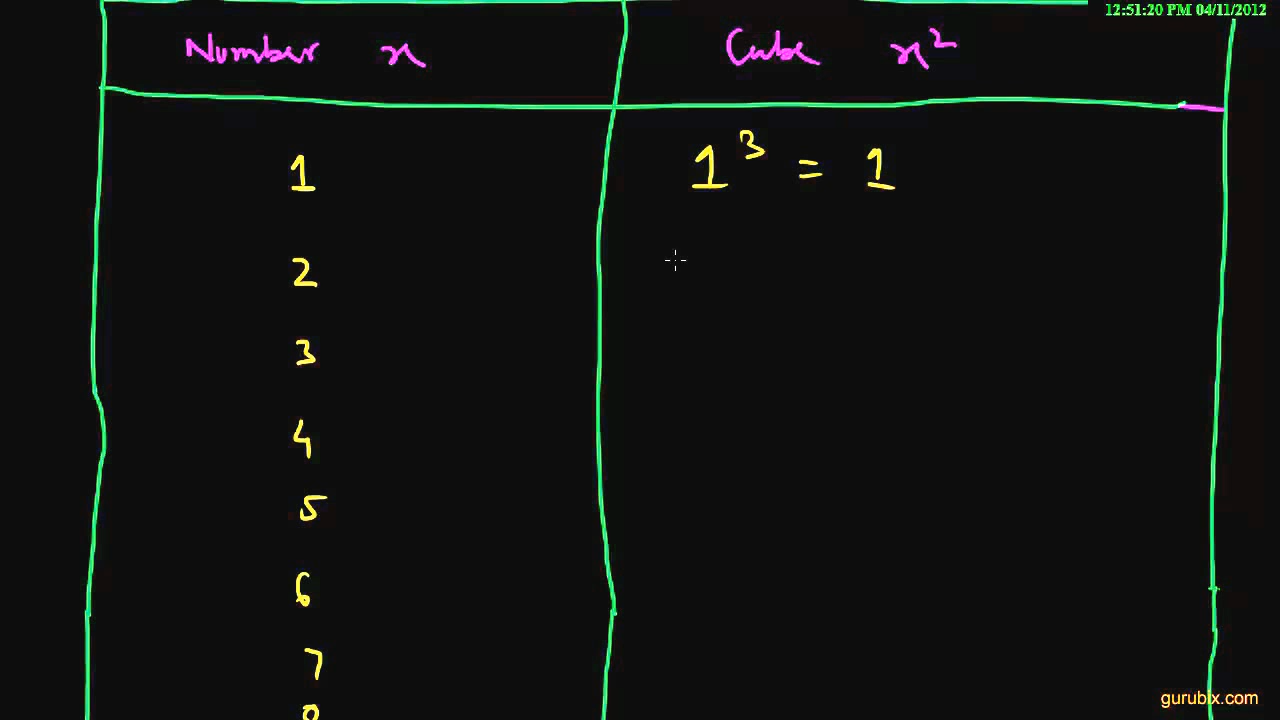 12:51:20 PM 04/11/2012
Number x Cube x²
1 1³ = 1
2
3
4
5
6
7
gurubix.com